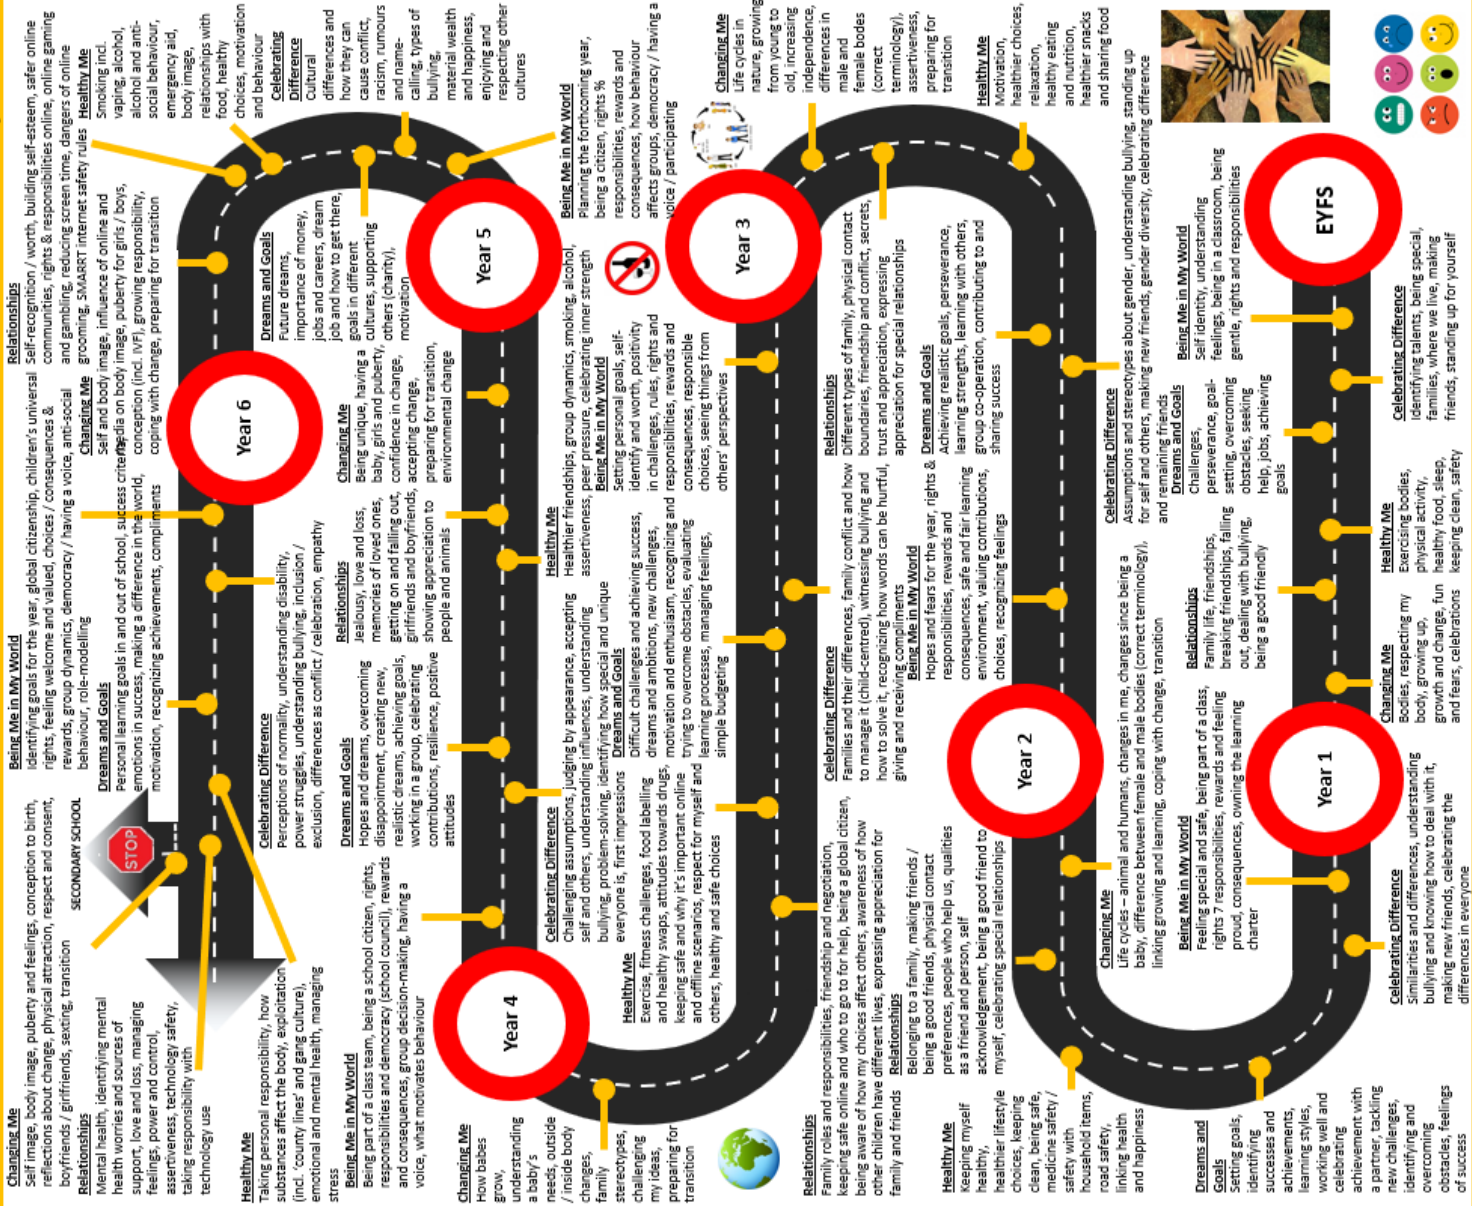 Changing Me
Self image, body image, puberty and feelings, conception to birth,
reflections about change, physical attraction, respect and consent,
boyfriends / girlfriends, sexting, transition
Being Me in My World
Identifying goals for the year, global citizenship, children's universal
rights, feeling welcome and valued, choices / consequences &
rewards, group dynamics, democracy / having a voice, anti-social
behaviour, role-modelling
Relationships
Self-recognition / worth, building self-esteem, safer online
communities, rights & responsibilities online, online gaming
and gambling, reducing screen time, dangers of online
grooming, SMARRT internet safety rules
Relationships
Mental health, identifying mental
health worries and sources of
support, love and loss, managing
feelings, power and control,
assertiveness, technology safety,
taking responsibility with
technology use
SECONDARY SCHOOL
STOP
Dreams and Goals
Personal learning goals in and out of school, success criteria,
emotions in success, making a difference in the world,
motivation, recognizing achievements, compliments
Changing Me
Self and body image, influence of online and
media on body image, puberty for girls / boys,
conception (incl. IVF), growing responsibility,
coping with change, preparing for transition
Healthy Me
Smoking incl.
vaping, alcohol,
alcohol and anti-
social behaviour,
emergency aid,
body image,
relationships with
food, healthy
choices, motivation
and behaviour
Year 6
Healthy Me
Taking personal responsibility, how
substances affect the body, exploitation
(incl. 'county lines' and gang culture),
emotional and mental health, managing
stress
Celebrating Difference
Perceptions of normality, understanding disability,
power struggles, understanding bullying, inclusion /
exclusion, differences as conflict / celebration, empathy
Dreams and Goals
Future dreams,
importance of money,
jobs and careers, dream
job and how to get there,
goals in different
cultures, supporting
others (charity),
motivation
Celebrating
Difference
Cultural
differences and
how they can
cause conflict,
racism, rumours
and name-
calling, types of
bullying,
material wealth
and happiness,
enjoying and
respecting other
cultures
Being Me in My World
Being part of a class team, being a school citizen, rights,
responsibilities and democracy (school council), rewards
and consequences, group decision-making, having a
voice, what motivates behaviour
Dreams and Goals
Hopes and dreams, overcoming
disappointment, creating new,
realistic dreams, achieving goals,
working in a group, celebrating
contributions, resilience, positive
attitudes
Relationships
Jealousy, love and loss,
memories of loved ones,
getting on and falling out,
girlfriends and boyfriends,
showing appreciation to
people and animals
Changing Me
Being unique, having a
baby, girls and puberty,
confidence in change,
accepting change,
preparing for transition,
environmental change
Year 5
Being Me in My World
Planning the forthcoming year,
being a citizen, rights %
responsibilities, rewards and
consequences, how behaviour
affects groups, democracy / having a
voice / participating
Changing Me
How babes
grow,
understanding
a baby's
/ inside body
changes,
family
stereotypes,
challenging
my ideas,
preparing for
transition
needs, outside
Year 4
Celebrating Difference
Challenging assumptions, judging by appearance, accepting
self and others, understanding influences, understanding
bullying, problem-solving, identifying how special and unique
everyone is, first impressions
Healthy Me
Healthier friendships, group dynamics, smoking, alcohol,
assertiveness, peer pressure, celebrating inner strength
Healthy Me
Exercise, fitness challenges, food labelling
and healthy swaps, attitudes towards drugs,
keeping safe and why it's important online
and offline scenarios, respect for myself and
others, healthy and safe choices
Dreams and Goals
Difficult challenges and achieving success,
dreams and ambitions, new challenges,
motivation and enthusiasm, recognizing and
trying to overcome obstacles, evaluating
learning processes, managing feelings,
simple budgeting
Being Me in My World
Setting personal goals, self-
identify and worth, positivity
in challenges, rules, rights and
responsibilities, rewards and
consequences, responsible
choices, seeing things from
others' perspectives
Year 3
Changing Me
Life cycles in
nature, growing
from young to
old, increasing
independence,
differences in
male and
female bodies
(correct
terminology),
assertiveness,
preparing for
transition
Relationships
Family roles and responsibilities, friendship and negotiation,
keeping safe online and who to go to for help, being a global citizen,
being aware of how my choices affect others, awareness of how
other children have different lives, expressing appreciation for
family and friends
Celebrating Difference
Families and their differences, family conflict and how
to manage it (child-centred), witnessing bullying and
how to solve it, recognizing how words can be hurtful,
giving and receiving compliments
Relationships
Different types of family, physical contact
boundaries, friendship and conflict, secrets,
trust and appreciation, expressing
appreciation for special relationships
Healthy Me
Motivation,
healthier choices,
relaxation,
healthy eating
and nutrition,
healthier snacks
and sharing food
Healthy Me
Keeping myself
healthy,
healthier lifestyle
choices, keeping
clean, being safe,
medicine safety /
safety with
household items,
road safety,
linking health
and happiness
Relationships
Belonging to a family, making friends /
being a good friends, physical contact
preferences, people who help us, qualities
as a friend and person, self
acknowledgement, being a good friend to
myself, celebrating special relationships
Year 2
Being Me in My World
Hopes and fears for the year, rights &
responsibilities, rewards and
consequences, safe and fair learning
environment, valuing contributions,
choices, recognizing feelings
Dreams and Goals
Achieving realistic goals, perseverance,
learning strengths, learning with others,
group co-operation, contributing to and
sharing success
Changing Me
Life cycles – animal and humans, changes in me, changes since being a
baby, difference between female and male bodies (correct terminology),
linking growing and learning, coping with change, transition
Celebrating Difference
Assumptions and stereotypes about gender, understanding bullying, standing up
for self and others, making new friends, gender diversity, celebrating difference
and remaining friends
Dreams and
Goals
Setting goals,
identifying
successes and
achievements,
learning styles,
working well and
celebrating
achievement with
a partner, tackling
new challenges,
identifying and
overcoming
obstacles, feelings
of success
Being Me in My World
Feeling special and safe, being part of a class,
rights 7 responsibilities, rewards and feeling
proud, consequences, owning the learning
charter
Relationships
Family life, friendships,
breaking friendships, falling
out, dealing with bullying,
being a good friendly
Dreams and Goals
Challenges,
perseverance, goal-
setting, overcoming
obstacles, seeking
help, jobs, achieving
goals
Being Me in My World
Self identity, understanding
feelings, being in a classroom, being
gentle, rights and responsibilities
Year 1
EYFS
Celebrating Difference
Similarities and differences, understanding
bullying and knowing how to deal with it,
making new friends, celebrating the
differences in everyone
Changing Me
Bodies, respecting my
body, growing up,
growth and change, fun
and fears, celebrations
Healthy Me
Exercising bodies,
physical activity,
healthy food, sleep,
keeping clean, safety
Celebrating Difference
Identifying talents, being special,
families, where we live, making
friends, standing up for yourself